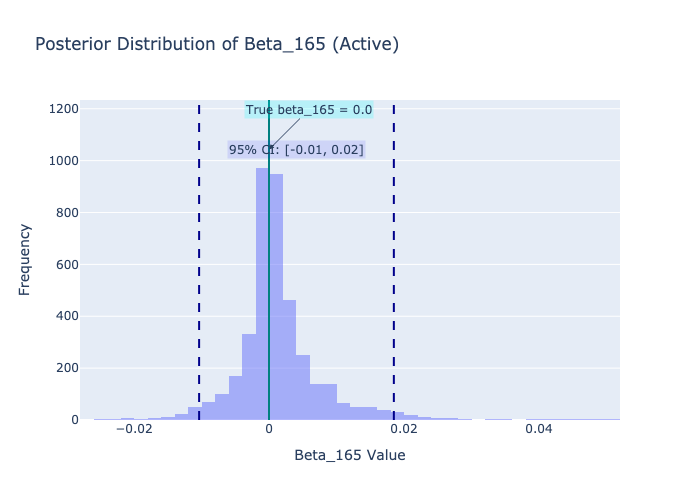 Posterior Distribution of Beta_165 (Active)
1200
True beta_165 = 0.0
95% CI: [-0.01, 0.02]
1000
800
600
400
200
0
Frequency
−0.02
0
0.02
0.04
Beta_165 Value